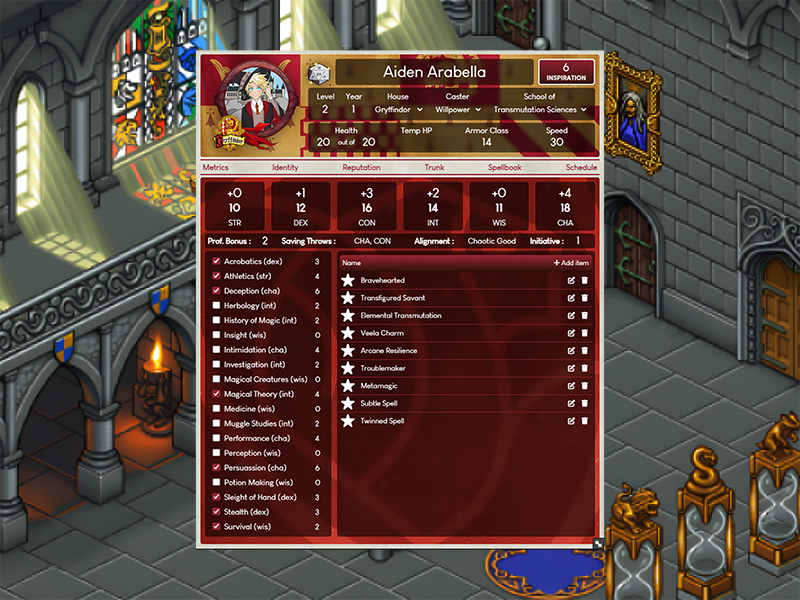 Aiden Arabella
6
INSPIRATION
Level Year House Caster School of
2 1 Gryffindor Willpower Transmutation Sciences
Health Temp HP Armor Class Speed
20 out of 20 14 30
Metrics Identity Reputation Trunk Spellbook Schedule
+0 +1 +3 +2 +0 +4
10 12 16 14 11 18
STR DEX CON INT WIS CHA
Prof. Bonus : 2 Saving Throws : CHA, CON Alignment : Chaotic Good Initiative : 1
Acrobatics (dex) 3
Athletics (str) 4
Deception (cha) 6
Herbology (int) 2
History of Magic (int) 2
Insight (wis) 0
Intimidation (cha) 4
Investigation (int) 2
Magical Creatures (wis) 0
Magical Theory (int) 4
Medicine (wis) 0
Muggle Studies (int) 2
Performance (cha) 4
Perception (wis) 0
Persuassion (cha) 6
Potion Making (wis) 0
Sleight of Hand (dex) 3
Stealth (dex) 3
Survival (wis) 2
Name + Add item
Bravehearted
Transfigured Savant
Elemental Transmutation
Veela Charm
Arcane Resilience
Troublemaker
Metamagic
Subtle Spell
Twinned Spell